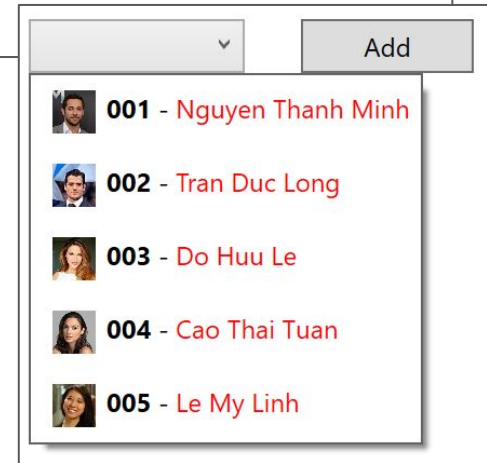 Add
001 - Nguyen Thanh Minh
002 - Tran Duc Long
003 - Do Huu Le
004 - Cao Thai Tuan
005 - Le My Linh